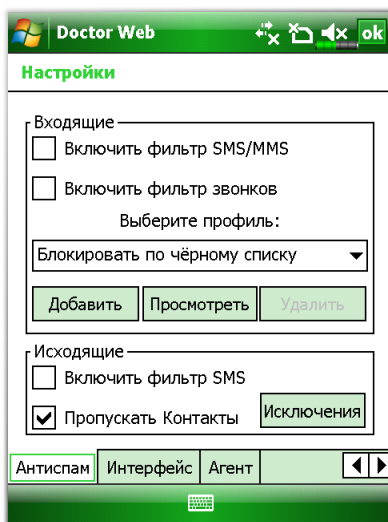 Doctor Web ok
Настройки
Входящие
Включить фильтр SMS/MMS
Включить фильтр звонков
Выберите профиль:
Блокировать по чёрному списку
Добавить Просмотреть Удалить
Исходящие
Включить фильтр SMS
Пропускать Контакты Исключения
Антиспам Интерфейс Агент